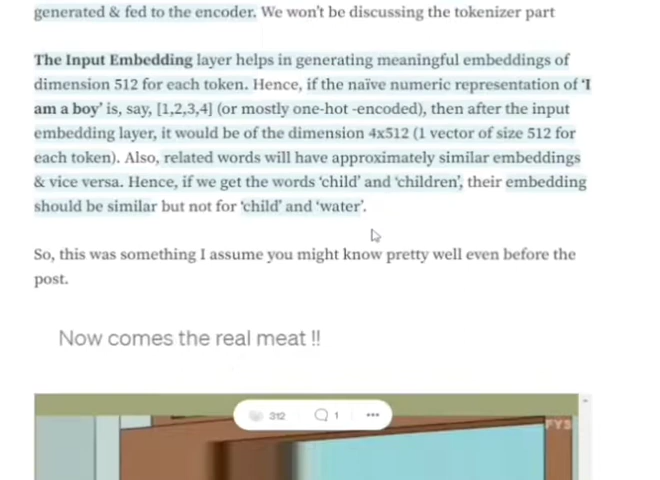 generated & fed to the encoder. We won't be discussing the tokenizer part
The Input Embedding layer helps in generating meaningful embeddings of
dimension 512 for each token. Hence, if the naïve numeric representation of 'I
am a boy' is, say, [1,2,3,4] (or mostly one-hot -encoded), then after the input
embedding layer, it would be of the dimension 4x512 (1 vector of size 512 for
each token). Also, related words will have approximately similar embeddings
& vice versa. Hence, if we get the words 'child' and 'children', their embedding
should be similar but not for 'child' and 'water'.
So, this was something I assume you might know pretty well even before the
post.
Now comes the real meat !!
312 1 •••
FYS